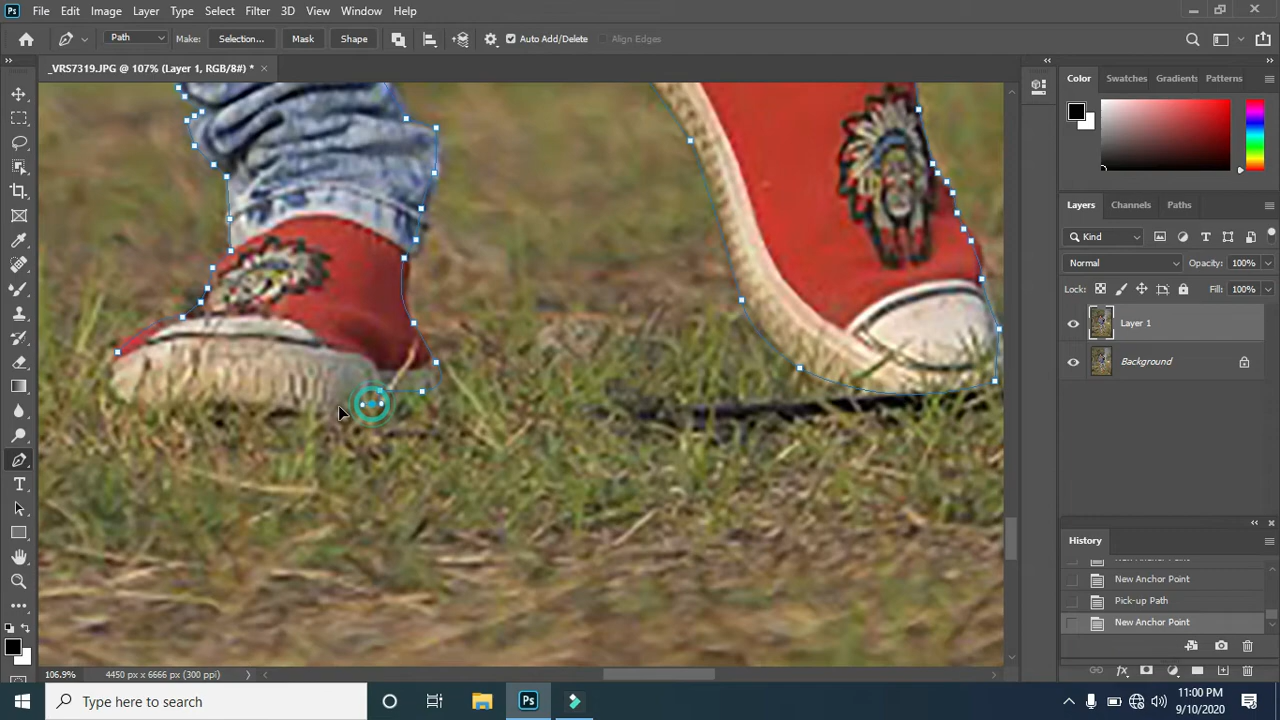 Ps File Edit Image Layer Type Select Filter 3D View Window Help
Path Make: Selection... Mask Shape Auto Add/Delete Align Edges
_VRS7319.JPG @ 107% (Layer 1, RGB/8#) * ×
Color Swatches Gradients Patterns
Layers Channels Paths
Kind
Normal Opacity: 100%
Lock: Fill: 100%
Layer 1
Background
History
New Anchor Point
Pick-up Path
New Anchor Point
106.9% 4450 px x 6666 px (300 ppi)
Type here to search
Ps
11:00 PM
9/10/2020